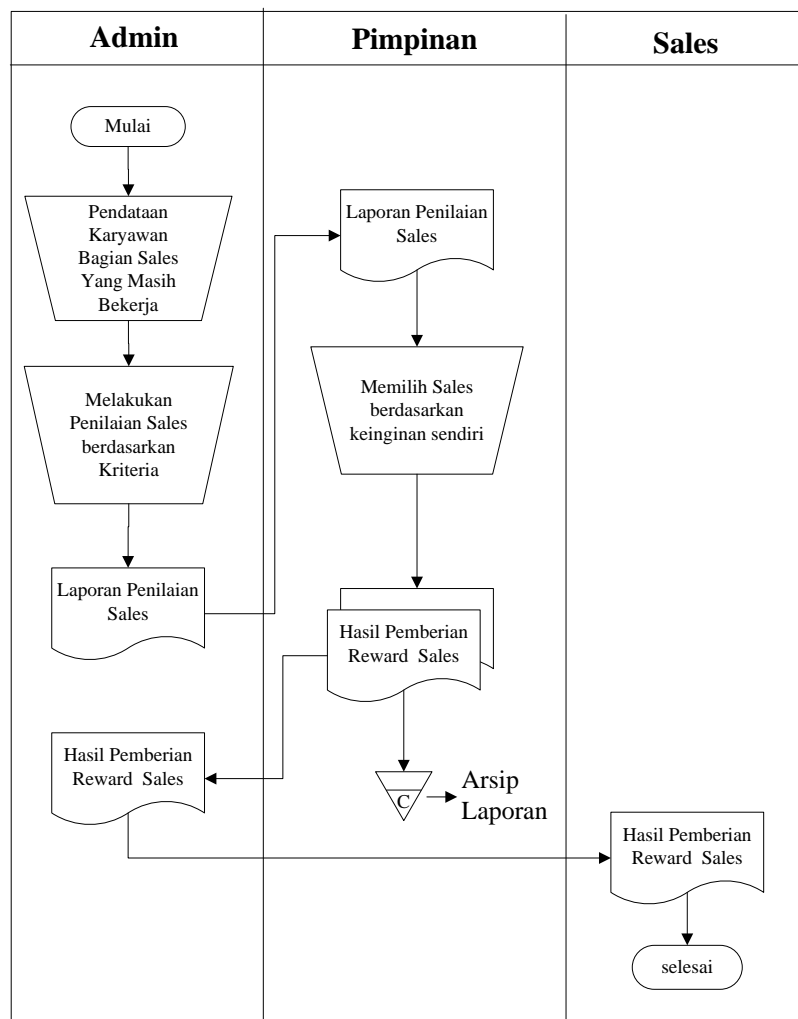 Admin
Pimpinan
Sales
Mulai
Pendataan
Karyawan
Bagian Sales
Yang Masih
Bekerja
Melakukan
Penilaian Sales
berdasarkan
Kriteria
Laporan Penilaian
Sales
Laporan Penilaian
Sales
Memilih Sales
berdasarkan
keinginan sendiri
Hasil Pemberian
Reward Sales
C
Arsip
Laporan
Hasil Pemberian
Reward Sales
Hasil Pemberian
Reward Sales
selesai